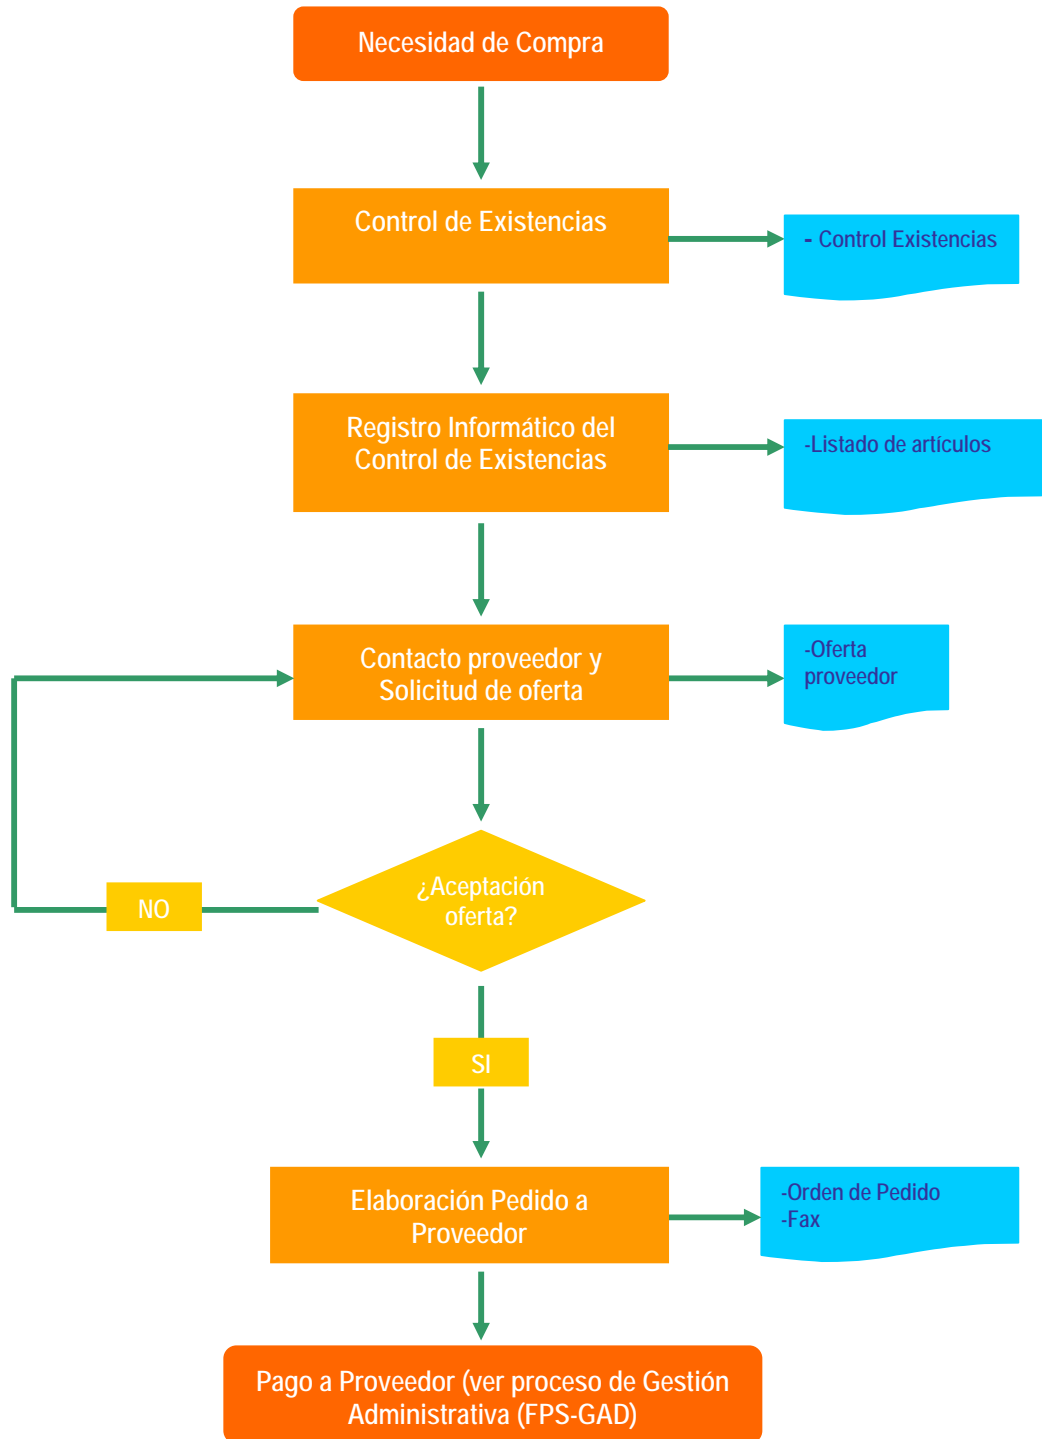 Necesidad de Compra
Control de Existencias
- Control Existencias
Registro Informático del
Control de Existencias
-Listado de artículos
Contacto proveedor y
Solicitud de oferta
-Oferta
proveedor
¿Aceptación
oferta?
NO
SI
Elaboración Pedido a
Proveedor
-Orden de Pedido
-Fax
Pago a Proveedor (ver proceso de Gestión
Administrativa (FPS-GAD)